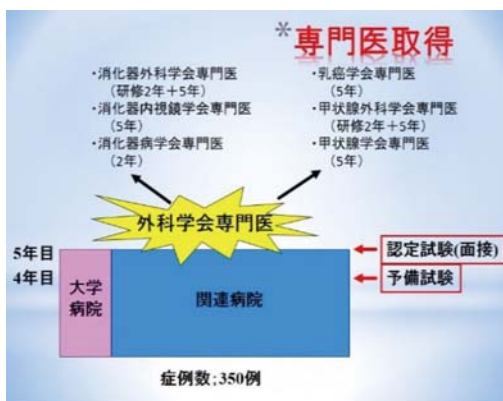 *専門医取得
・消化器外科学会専門医
（研修2年＋5年）
・消化器内視鏡学会専門医
（5年）
・消化器病学会専門医
（2年）
・乳癌学会専門医
（5年）
・甲状腺外科学会専門医
（研修2年＋5年）
・甲状腺学会専門医
（5年）
外科学会専門医
5年目
4年目
大学
病院
関連病院
認定試験(面接)
予備試験
症例数;350例